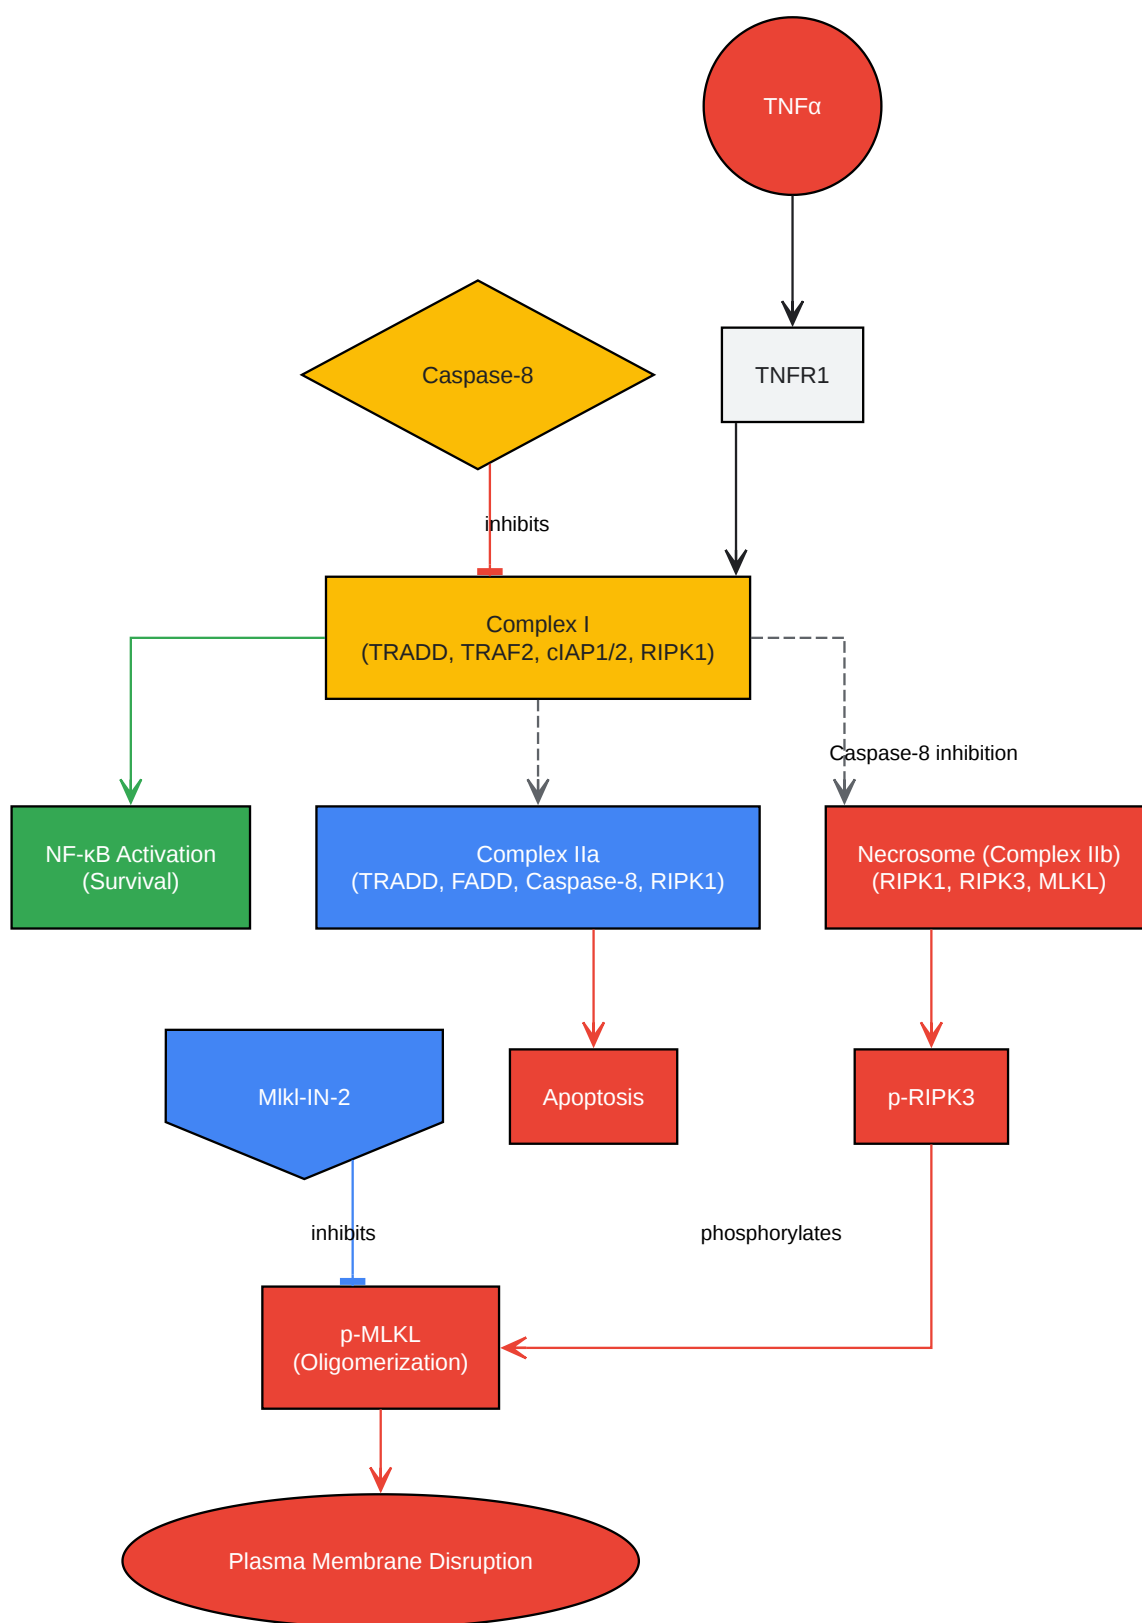 TNFα
Caspase-8
TNFR1
inhibits
Complex I
(TRADD, TRAF2, cIAP1/2, RIPK1)
Caspase-8 inhibition
NF-κB Activation
(Survival)
Complex IIa
(TRADD, FADD, Caspase-8, RIPK1)
Necrosome (Complex IIb)
(RIPK1, RIPK3, MLKL)
Mlkl-IN-2
Apoptosis
p-RIPK3
inhibits
phosphorylates
p-MLKL
(Oligomerization)
Plasma Membrane Disruption